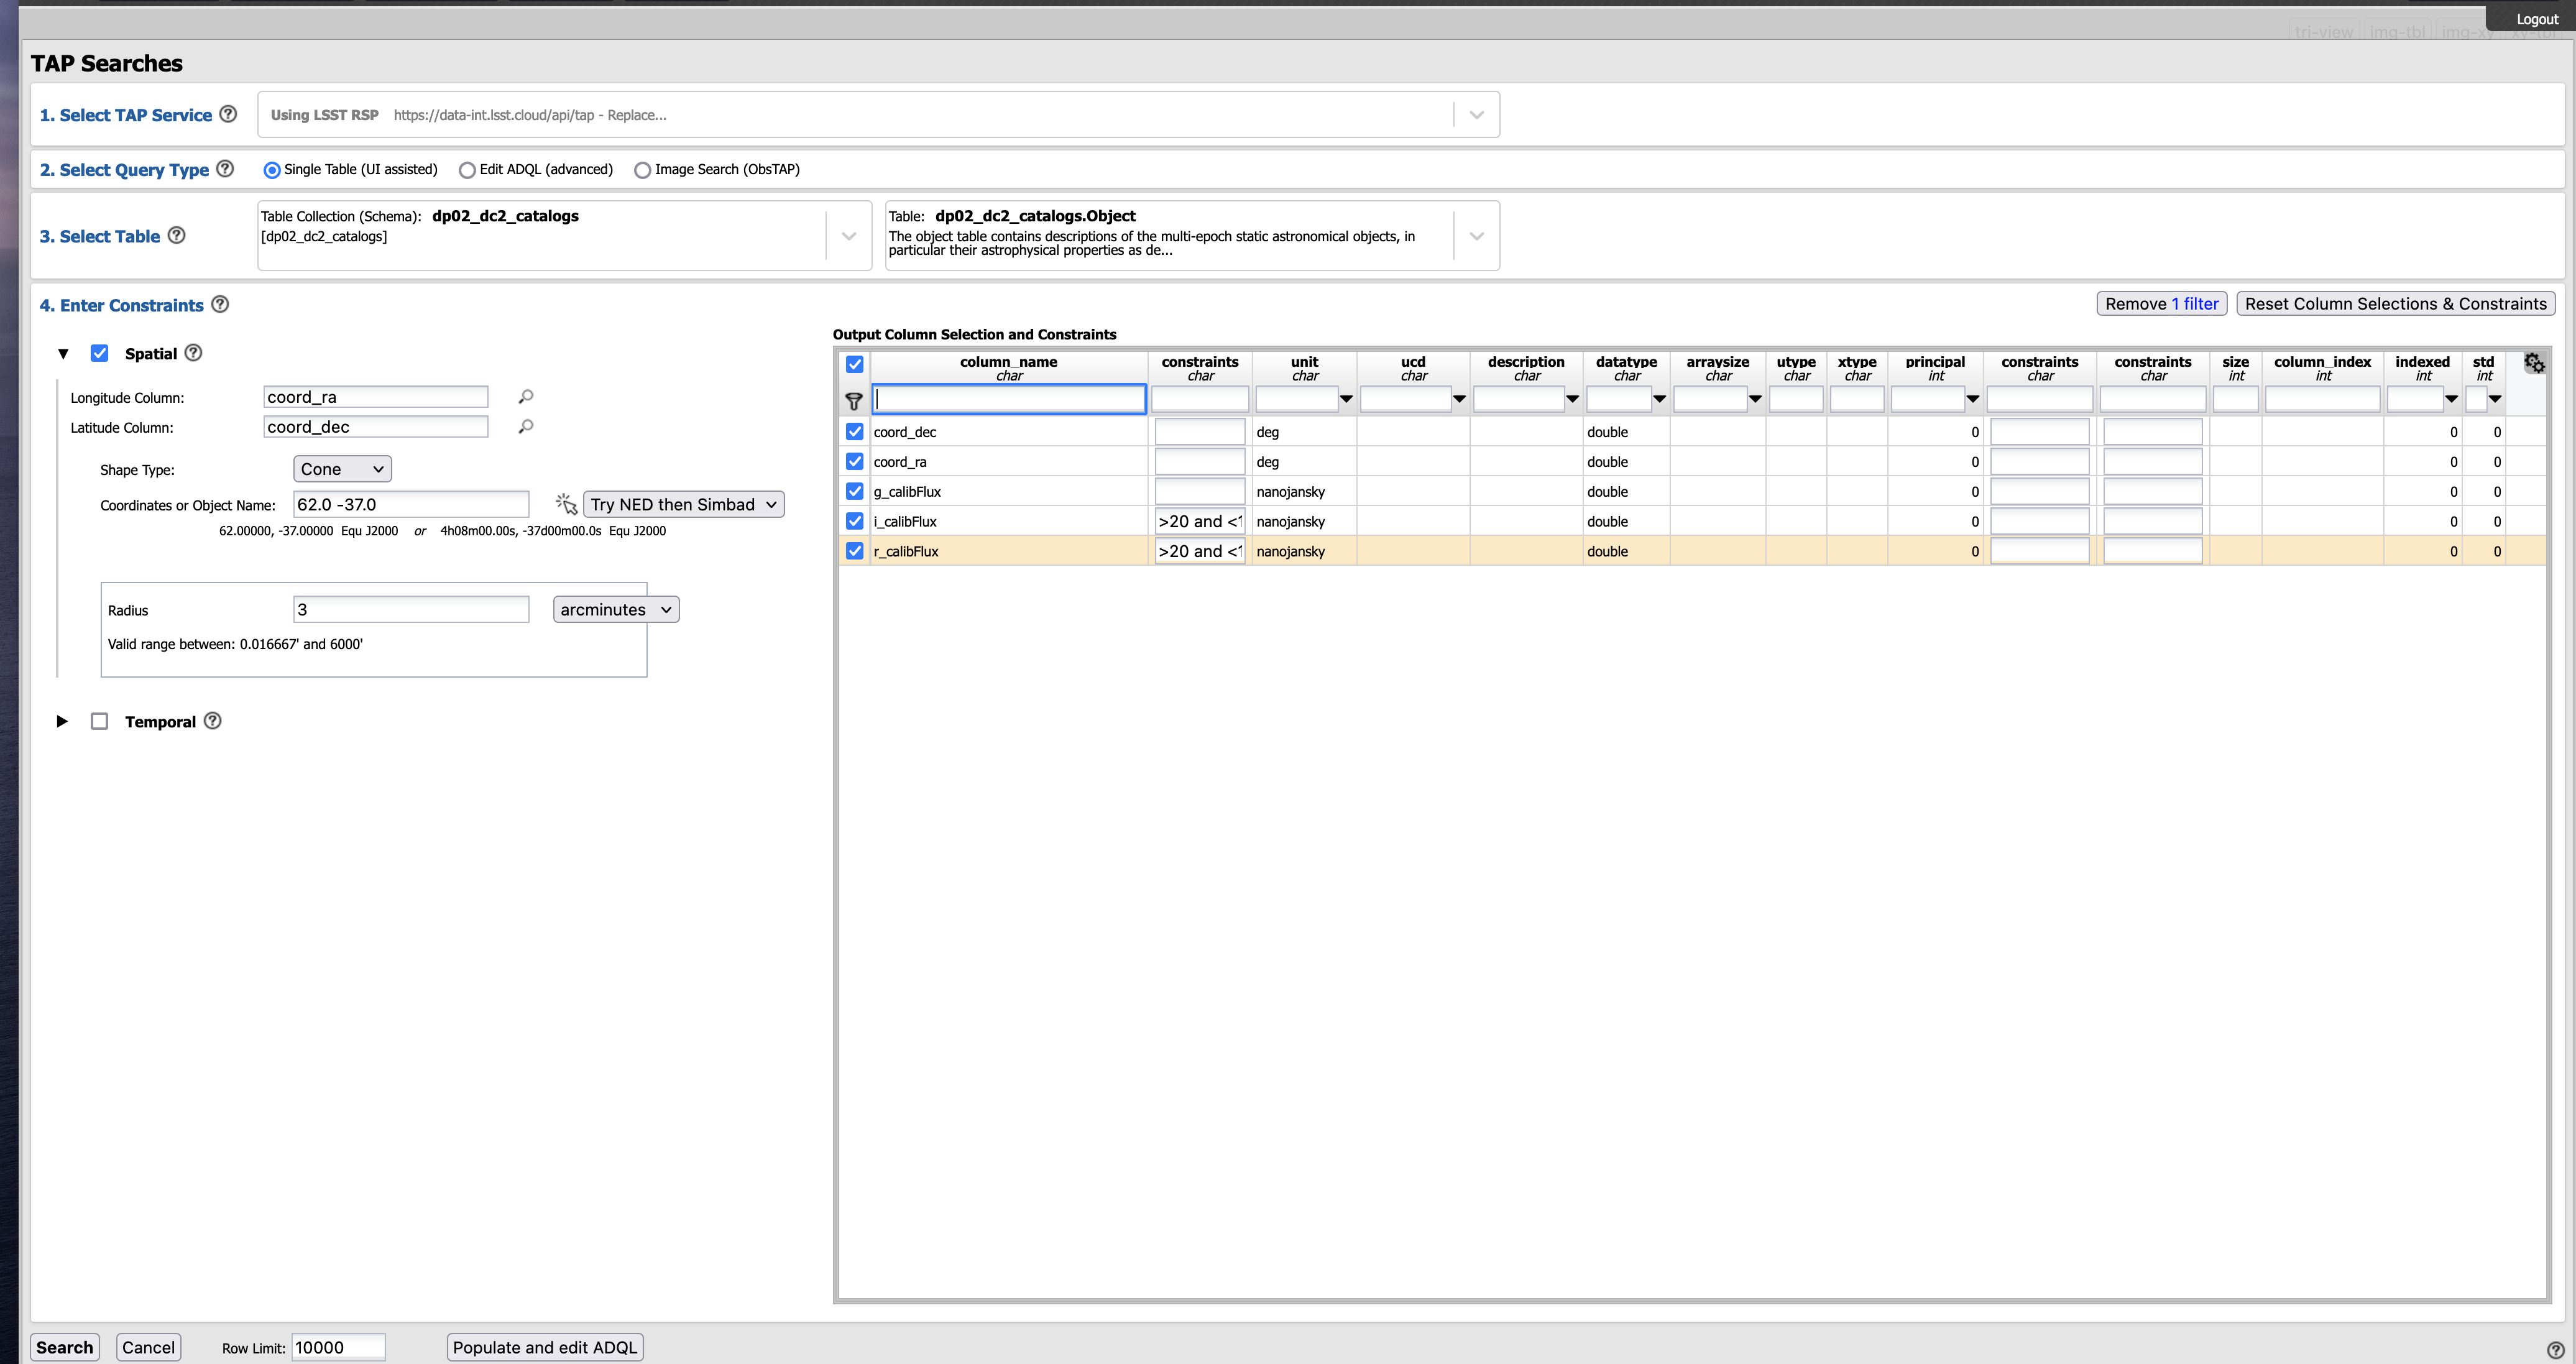 Logout
tri-view img-tbl img-xy xy-tbl
TAP Searches
1. Select TAP Service
Using LSST RSP https://data-int.lsst.cloud/api/tap - Replace...
2. Select Query Type
Single Table (UI assisted) Edit ADQL (advanced) Image Search (ObsTAP)
3. Select Table
Table Collection (Schema): dp02_dc2_catalogs
[dp02_dc2_catalogs]
Table: dp02_dc2_catalogs.Object
The object table contains descriptions of the multi-epoch static astronomical objects, in
particular their astrophysical properties as de...
4. Enter Constraints
Remove 1 filter Reset Column Selections & Constraints
Spatial
Longitude Column: coord_ra
Latitude Column: coord_dec
Shape Type: Cone
Coordinates or Object Name: 62.0 -37.0 Try NED then Simbad
62.00000, -37.00000 Equ J2000 or 4h08m00.00s, -37d00m00.0s Equ J2000
Radius 3 arcminutes
Valid range between: 0.016667' and 6000'
Temporal
Output Column Selection and Constraints
column_name constraints unit ucd description datatype arraysize utype xtype principal constraints constraints size column_index indexed std
char char char char char char char char char int char char int int int int
coord_dec deg double 0 0 0
coord_ra deg double 0 0 0
g_calibFlux nanojansky double 0 0 0
i_calibFlux >20 and <1 nanojansky double 0 0 0
r_calibFlux >20 and <1 nanojansky double 0 0 0
Search Cancel Row Limit: 10000 Populate and edit ADQL